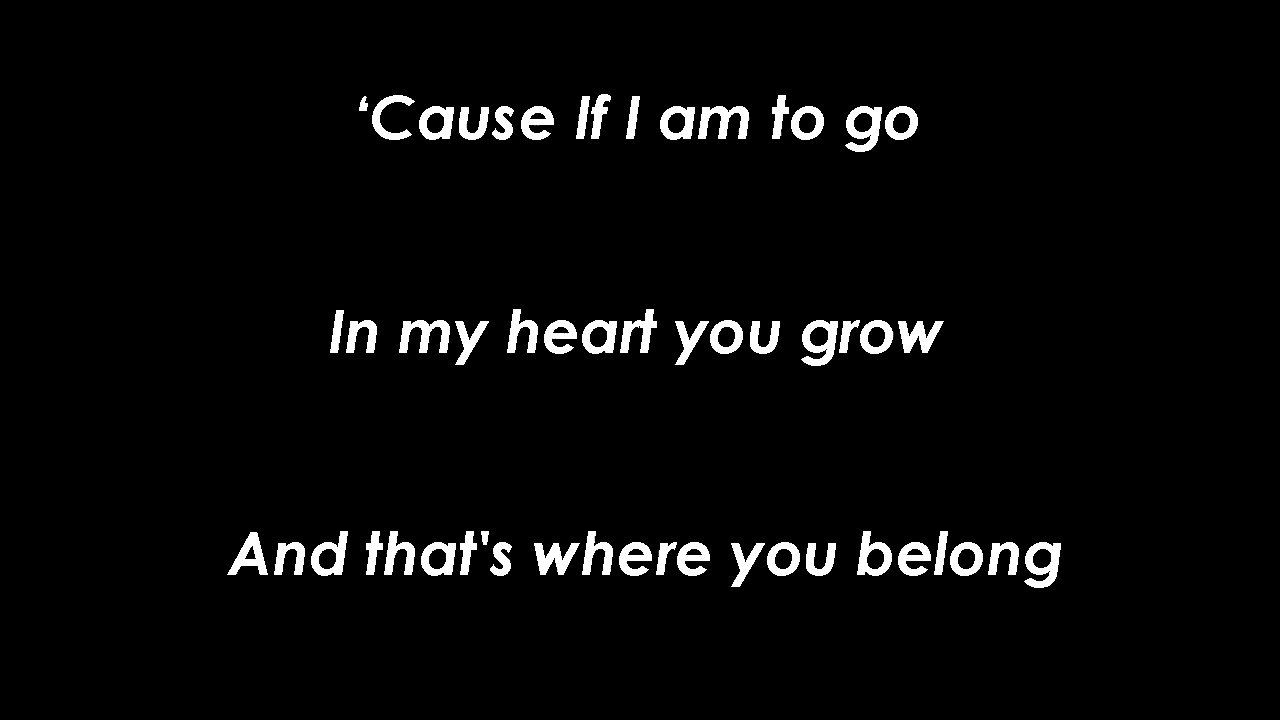 ‘Cause If I am to go
In my heart you grow
And that's where you belong